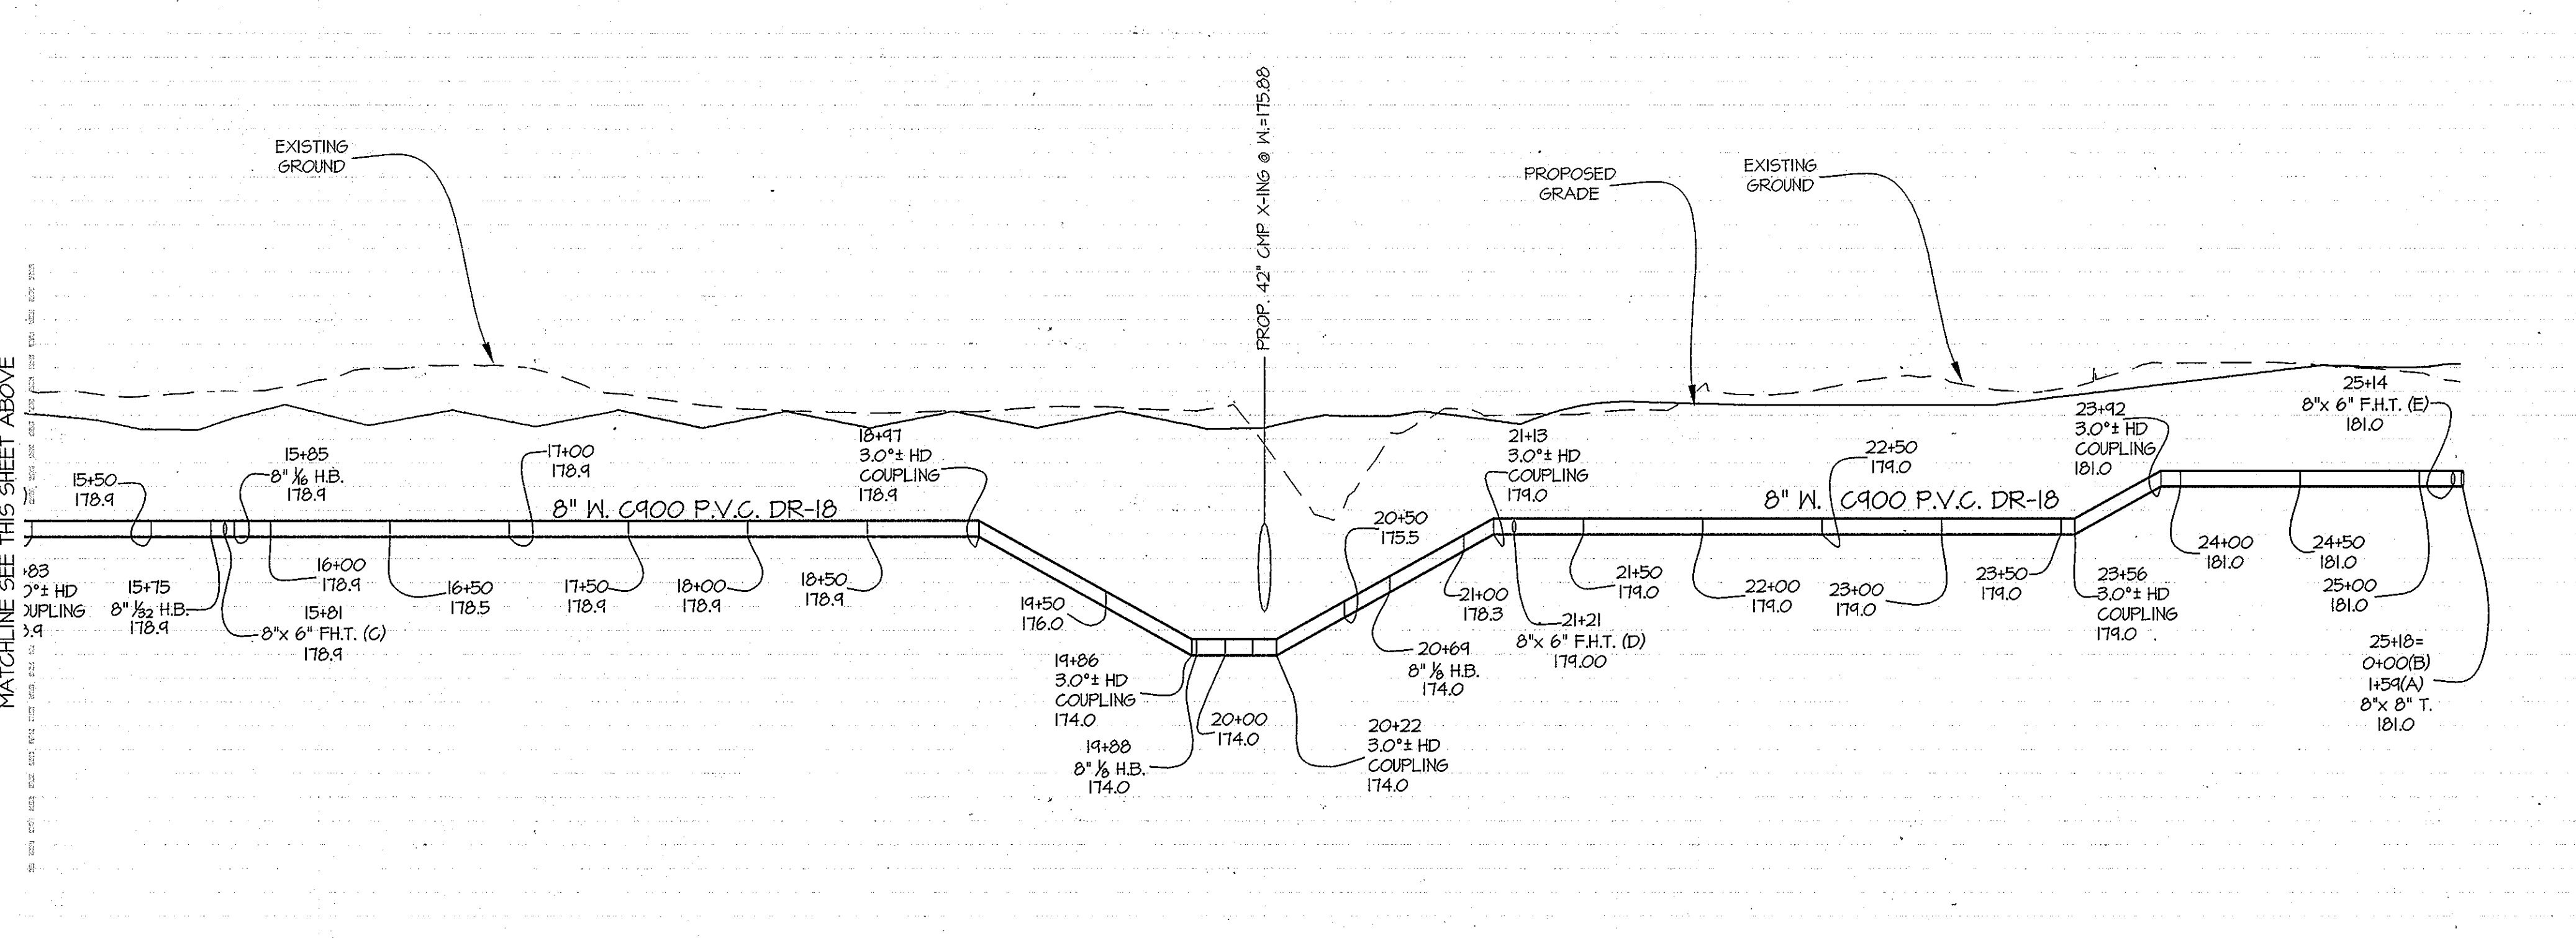 MATCHLINE SEE THIS SHEET ABOVE
EXISTING
GROUND
PROP. 42" CMP X-ING @ W.=175.88
PROPOSED
GRADE
EXISTING
GROUND
+83
0°± HD
OUPLING
8.9
15+50
178.9
15+75
8" 1/32 H.B.
178.9
15+85
8" 1/16 H.B.
178.9
15+81
8"x 6" F.H.T. (C)
178.9
16+00
178.9
16+50
178.5
17+00
178.9
8" W. C900 P.V.C. DR-18
17+50
178.9
18+00
178.9
18+50
178.9
18+97
3.0°± HD
COUPLING
178.9
19+50
176.0
19+86
3.0°± HD
COUPLING
174.0
19+88
8" 1/8 H.B.
174.0
20+00
174.0
20+22
3.0°± HD
COUPLING
174.0
20+50
175.5
20+69
8" 1/8 H.B.
174.0
21+00
178.3
21+13
3.0°± HD
COUPLING
179.0
21+21
8"x 6" F.H.T. (D)
179.00
21+50
179.0
22+00
179.0
22+50
179.0
8" W. C900 P.V.C. DR-18
23+00
179.0
23+50
179.0
23+56
3.0°± HD
COUPLING
179.0
23+92
3.0°± HD
COUPLING
181.0
24+00
181.0
24+50
181.0
25+00
181.0
25+14
8"x 6" F.H.T. (E)
181.0
25+18=
0+00(B)
1+59(A)
8"x 8" T.
181.0